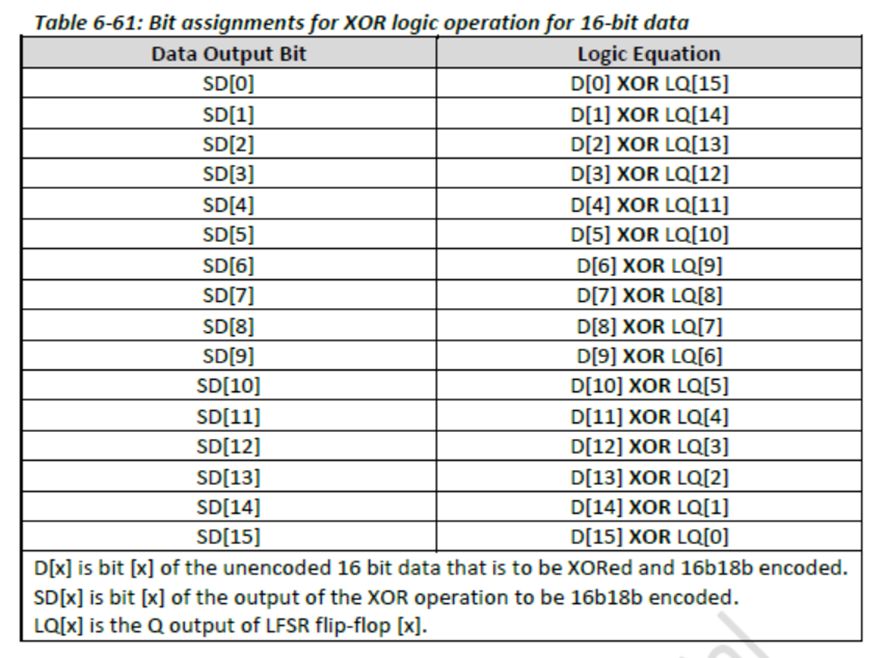 Table 6-61: Bit assignments for XOR logic operation for 16-bit data
Data Output Bit Logic Equation
SD[0] D[0] XOR LQ[15]
SD[1] D[1] XOR LQ[14]
SD[2] D[2] XOR LQ[13]
SD[3] D[3] XOR LQ[12]
SD[4] D[4] XOR LQ[11]
SD[5] D[5] XOR LQ[10]
SD[6] D[6] XOR LQ[9]
SD[7] D[7] XOR LQ[8]
SD[8] D[8] XOR LQ[7]
SD[9] D[9] XOR LQ[6]
SD[10] D[10] XOR LQ[5]
SD[11] D[11] XOR LQ[4]
SD[12] D[12] XOR LQ[3]
SD[13] D[13] XOR LQ[2]
SD[14] D[14] XOR LQ[1]
SD[15] D[15] XOR LQ[0]
D[x] is bit [x] of the unencoded 16 bit data that is to be XORed and 16b18b encoded.
SD[x] is bit [x] of the output of the XOR operation to be 16b18b encoded.
LQ[x] is the Q output of LFSR flip-flop [x].